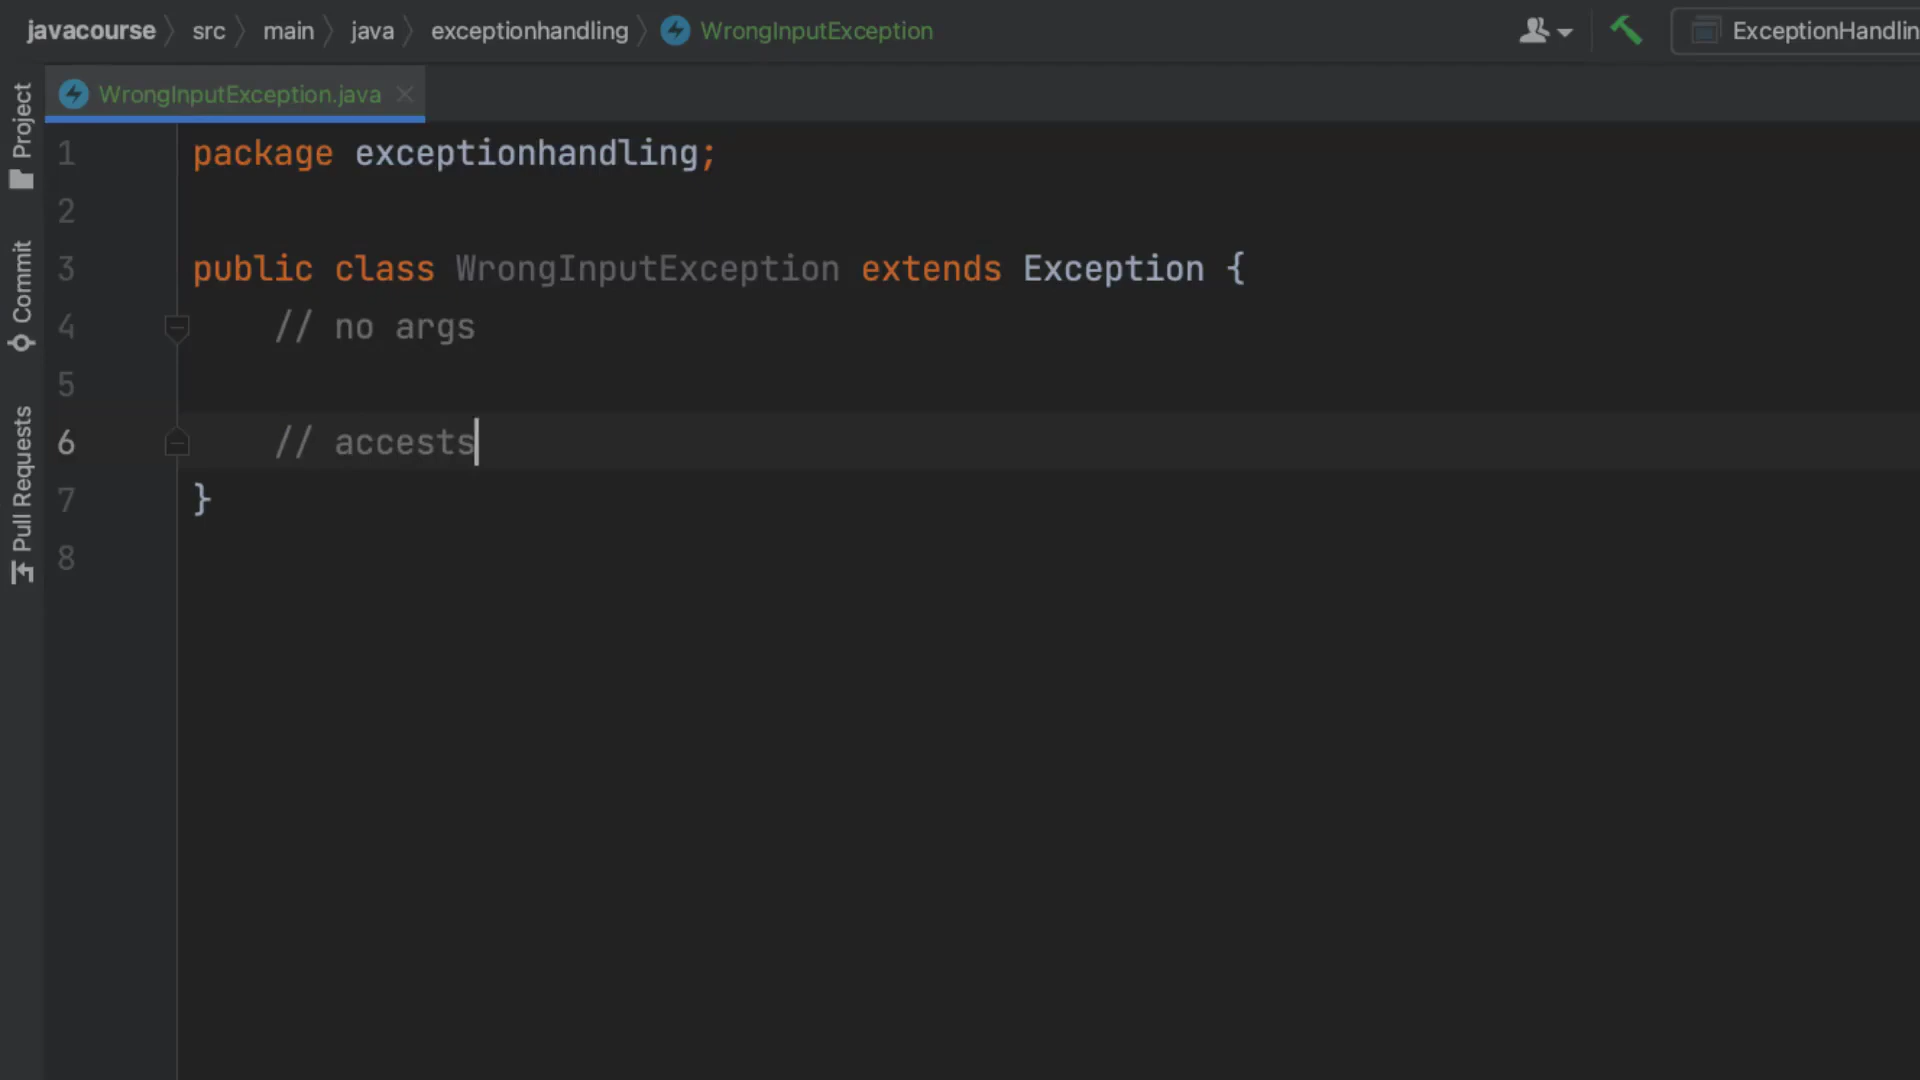 javacourse src main java exceptionhandling WrongInputException ExceptionHandlin
WrongInputException.java
Project
Commit
Pull Requests
1 package exceptionhandling;
2
3 public class WrongInputException extends Exception {
4 // no args
5
6 // accests
7 }
8